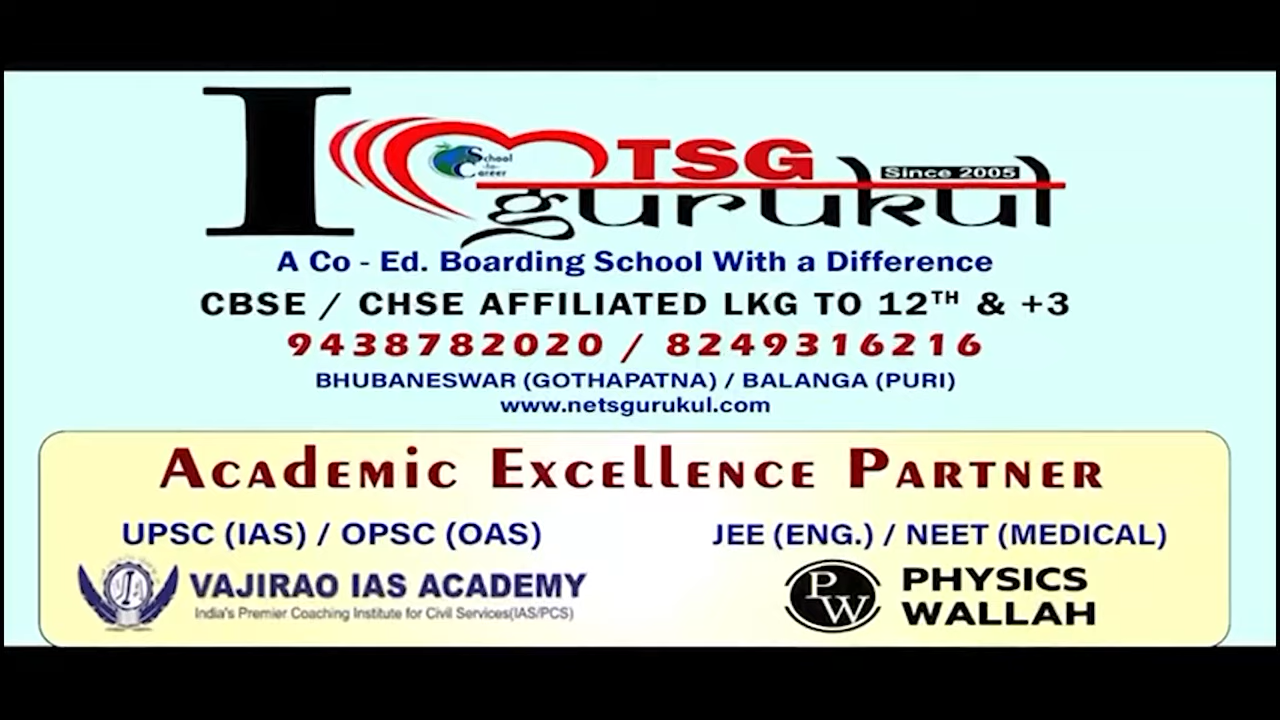 I TSG
School
-to-
Career
Since 2005
gurukul
A Co - Ed. Boarding School With a Difference
CBSE / CHSE AFFILIATED LKG TO 12TH & +3
9438782020 / 8249316216
BHUBANESWAR (GOTHAPATNA) / BALANGA (PURI)
www.netsgurukul.com
ACADEMIC EXCELLENCE PARTNER
UPSC (IAS) / OPSC (OAS)
VAJIRAO IAS ACADEMY
India's Premier Coaching Institute for Civil Services(IAS/PCS)
JEE (ENG.) / NEET (MEDICAL)
PW
PHYSICS
WALLAH